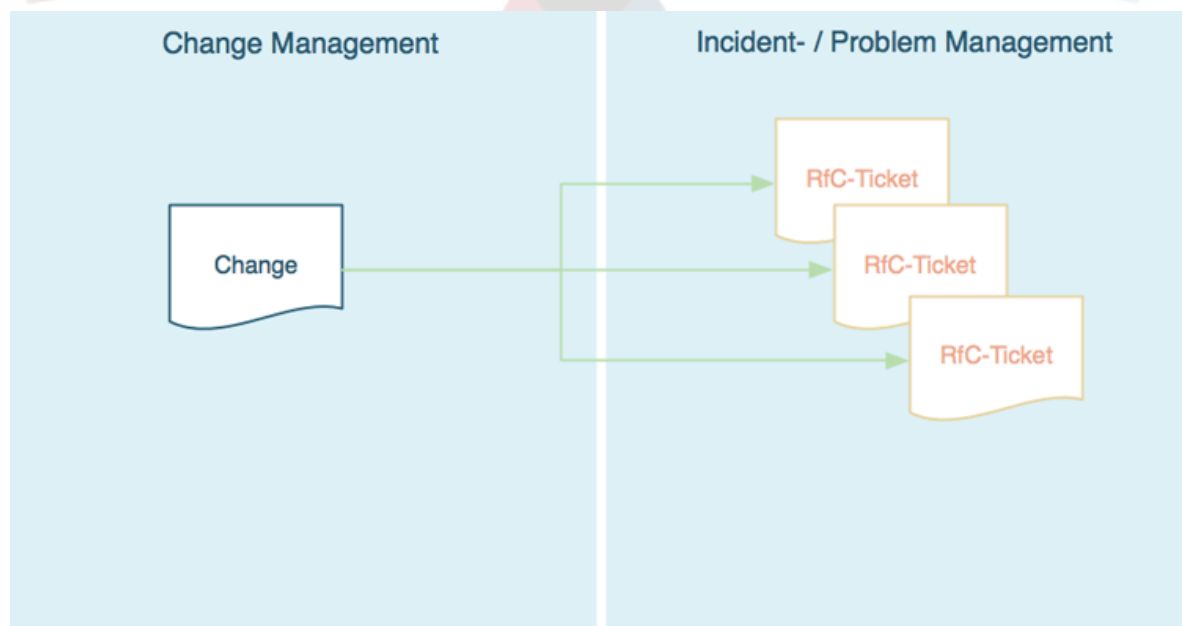 Change Management
Incident- / Problem Management
RfC-Ticket
Change
RfC-Ticket
RfC-Ticket